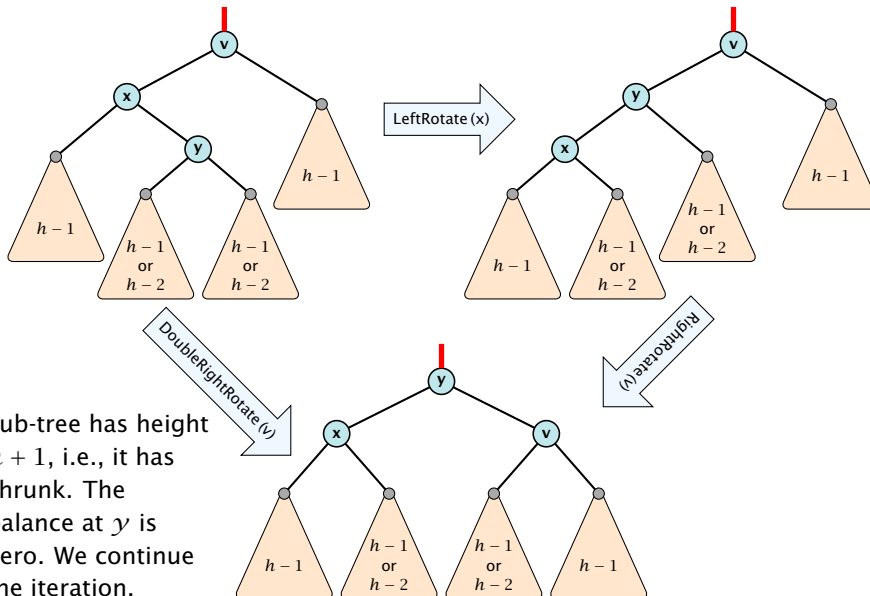 v
x
y
h − 1
h − 1
h − 1
or
h − 2
h − 1
or
h − 2
LeftRotate(x)
v
y
x
h − 1
h − 1
or
h − 2
h − 1
h − 1
or
h − 2
DoubleRightRotate(v)
RightRotate(v)
y
x
v
h − 1
h − 1
or
h − 2
h − 1
or
h − 2
h − 1
ub-tree has height
+ 1, i.e., it has
hrunk. The
alance at y is
ero. We continue
he iteration.